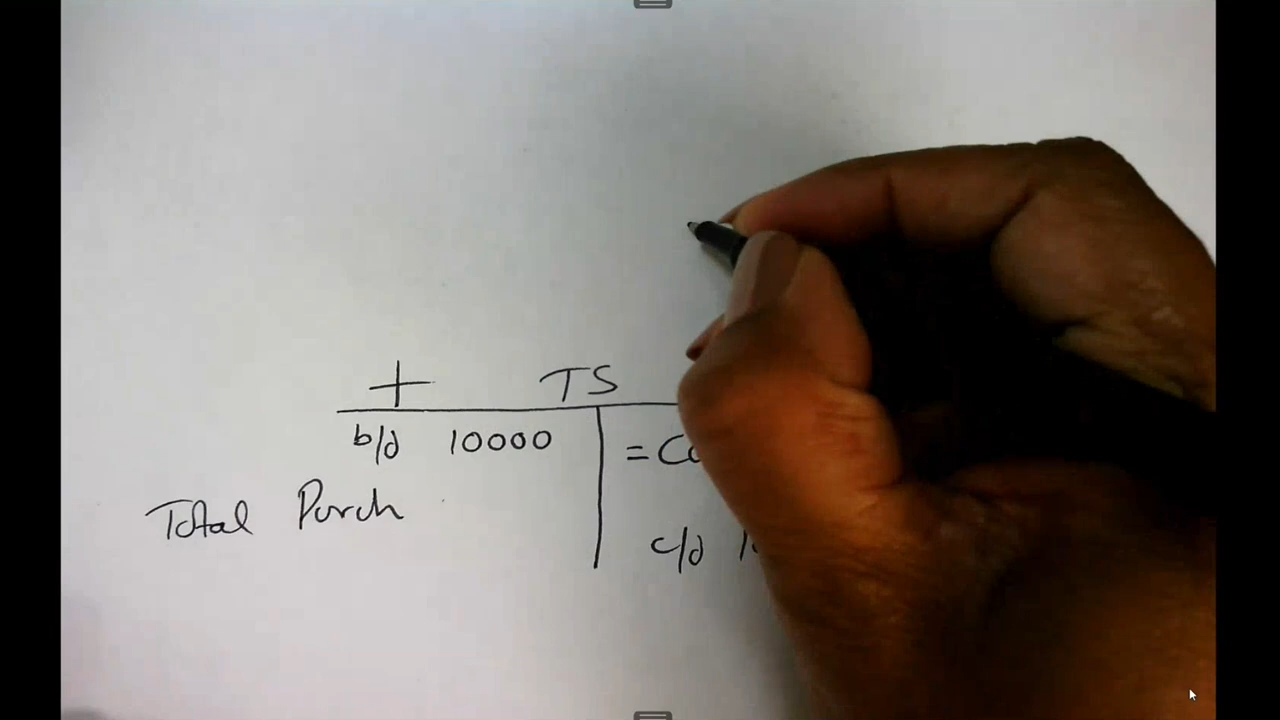 + TS
b/d 10000 =
Total Purch
c/d